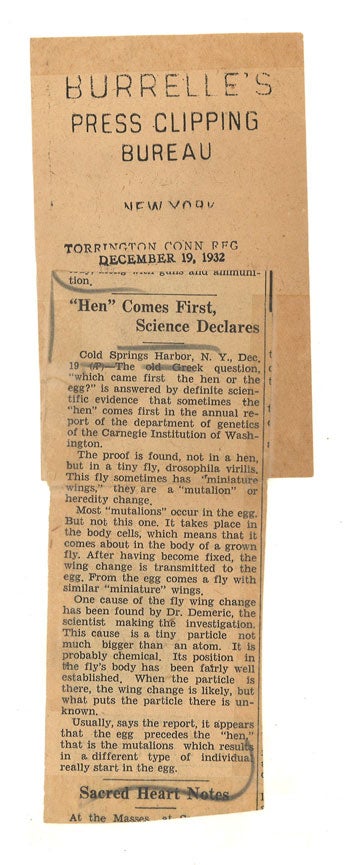 BURRELLE'S
PRESS CLIPPING
BUREAU
NEW YORK
TORRINGTON CONN REG
DECEMBER 19, 1932
with guns and ammuni-
tion.
"Hen" Comes First,
Science Declares
Cold Springs Harbor, N. Y., Dec.
19 (AP)—The old Greek question,
"which came first the hen or the
egg?" is answered by definite scien-
tific evidence that sometimes the
"hen" comes first in the annual re-
port of the department of genetics
of the Carnegie Institution of Wash-
ington.
The proof is found, not in a hen,
but in a tiny fly, drosophila virilis.
This fly sometimes has "miniature
wings," they are a "mutalion" or
heredity change.
Most "mutalions" occur in the egg.
But not this one. It takes place in
the body cells, which means that it
comes about in the body of a grown
fly. After having become fixed, the
wing change is transmitted to the
egg. From the egg comes a fly with
similar "miniature" wings.
One cause of the fly wing change
has been found by Dr. Demeric, the
scientist making the investigation.
This cause is a tiny particle not
much bigger than an atom. It is
probably chemical. Its position in
the fly's body has been fairly well
established. When the particle is
there, the wing change is likely, but
what puts the particle there is un-
known.
Usually, says the report, it appears
that the egg precedes the "hen,"
that is the mutalions which results
in a different type of individual
really start in the egg.
Sacred Heart Notes
At the Masses, at